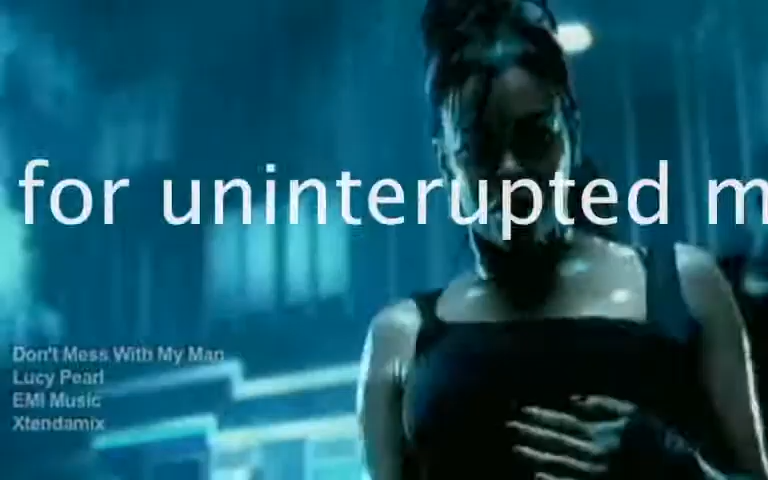 for uninterupted m
Don't Mess With My Man
Lucy Pearl
EMI Music
Xtendamix